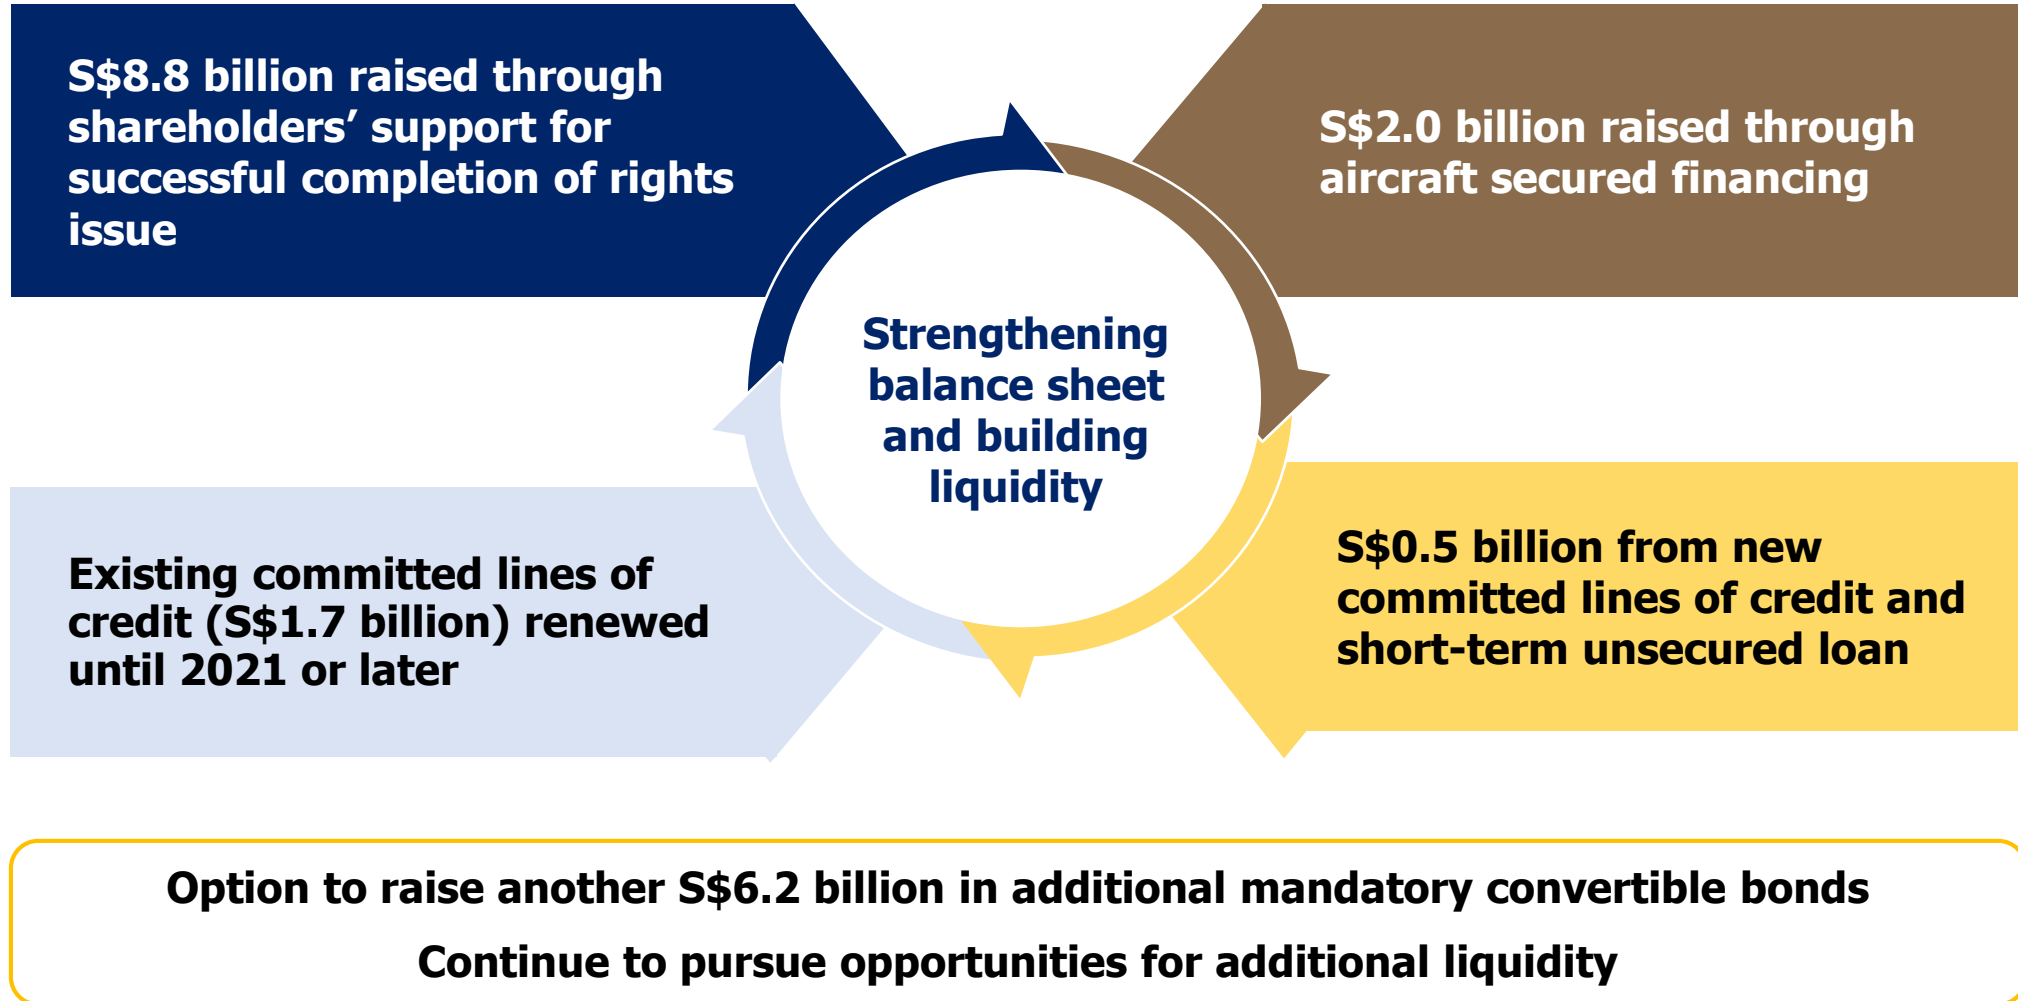 S$8.8 billion raised through
shareholders’ support for
successful completion of rights
issue
S$2.0 billion raised through
aircraft secured financing
Strengthening
balance sheet
and building
liquidity
Existing committed lines of
credit (S$1.7 billion) renewed
until 2021 or later
S$0.5 billion from new
committed lines of credit and
short-term unsecured loan
Option to raise another S$6.2 billion in additional mandatory convertible bonds
Continue to pursue opportunities for additional liquidity